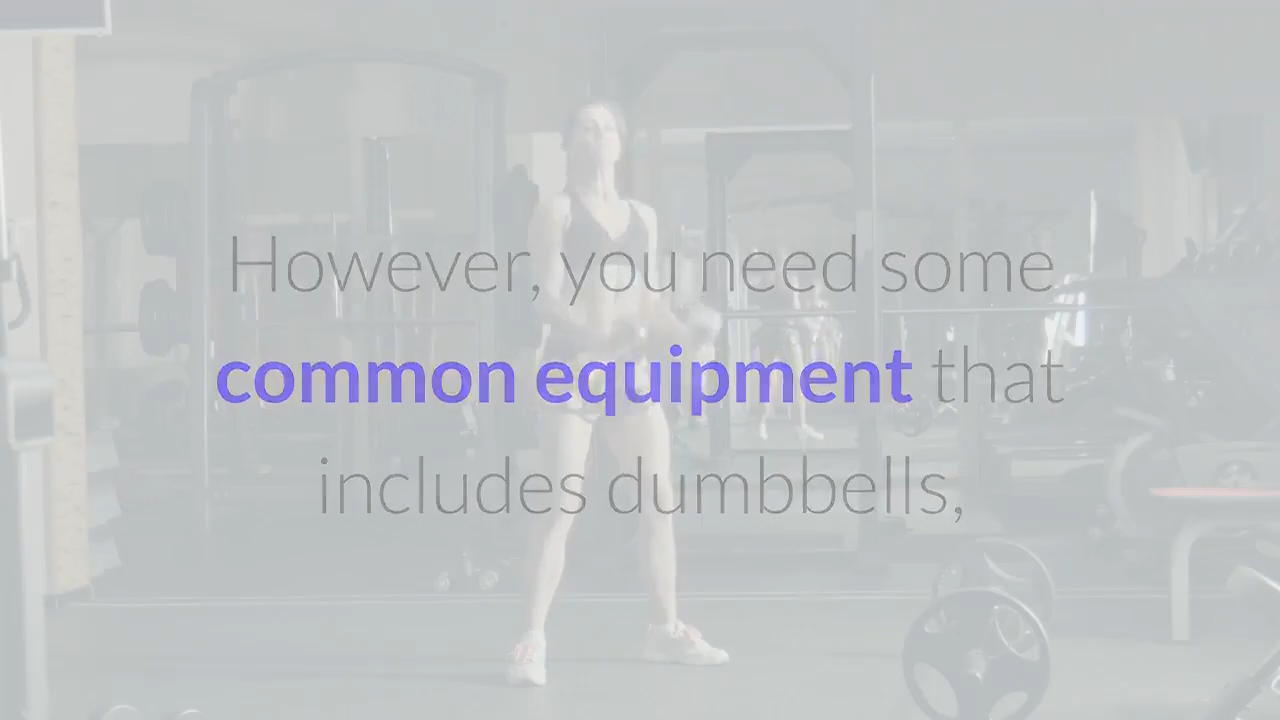 However, you need some
common equipment that
includes dumbbells,